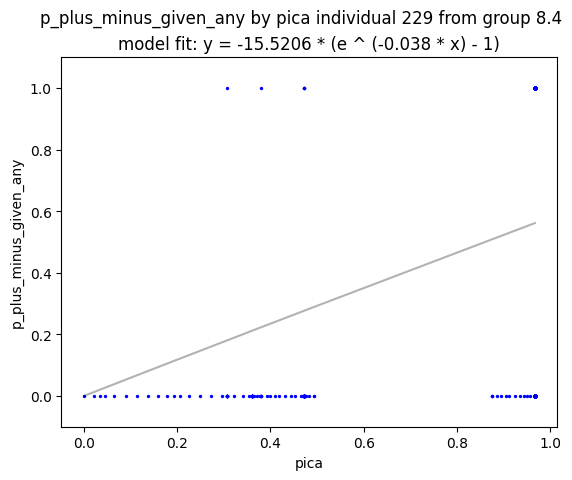 p_plus_minus_given_any by pica individual 229 from group 8.4
model fit: y = -15.5206 * (e ^ (-0.038 * x) - 1)
1.0
0.8
0.6
0.4
0.2
0.0
p_plus_minus_given_any
0.0 0.2 0.4 0.6 0.8 1.0
pica